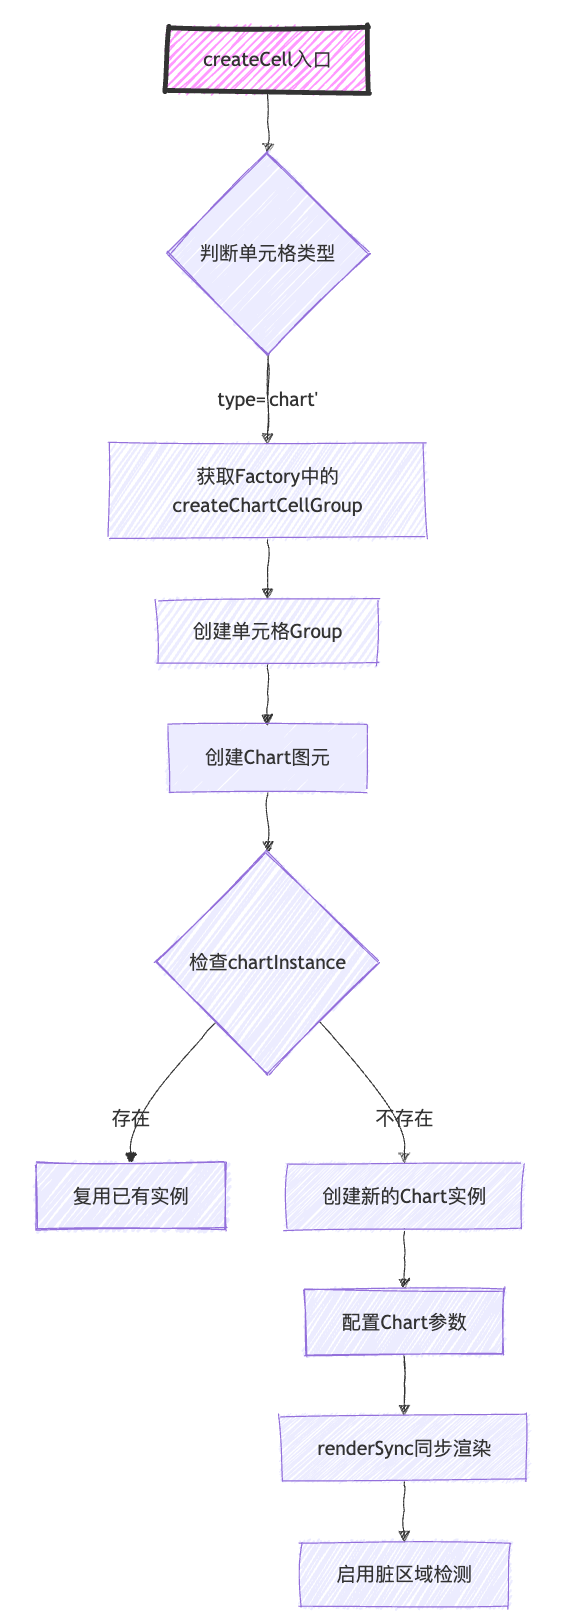 createCell入口
判断单元格类型
type='chart'
获取Factory中的
createChartCellGroup
创建单元格Group
创建Chart图元
检查chartInstance
存在
不存在
复用已有实例
创建新的Chart实例
配置Chart参数
renderSync同步渲染
启用脏区域检测